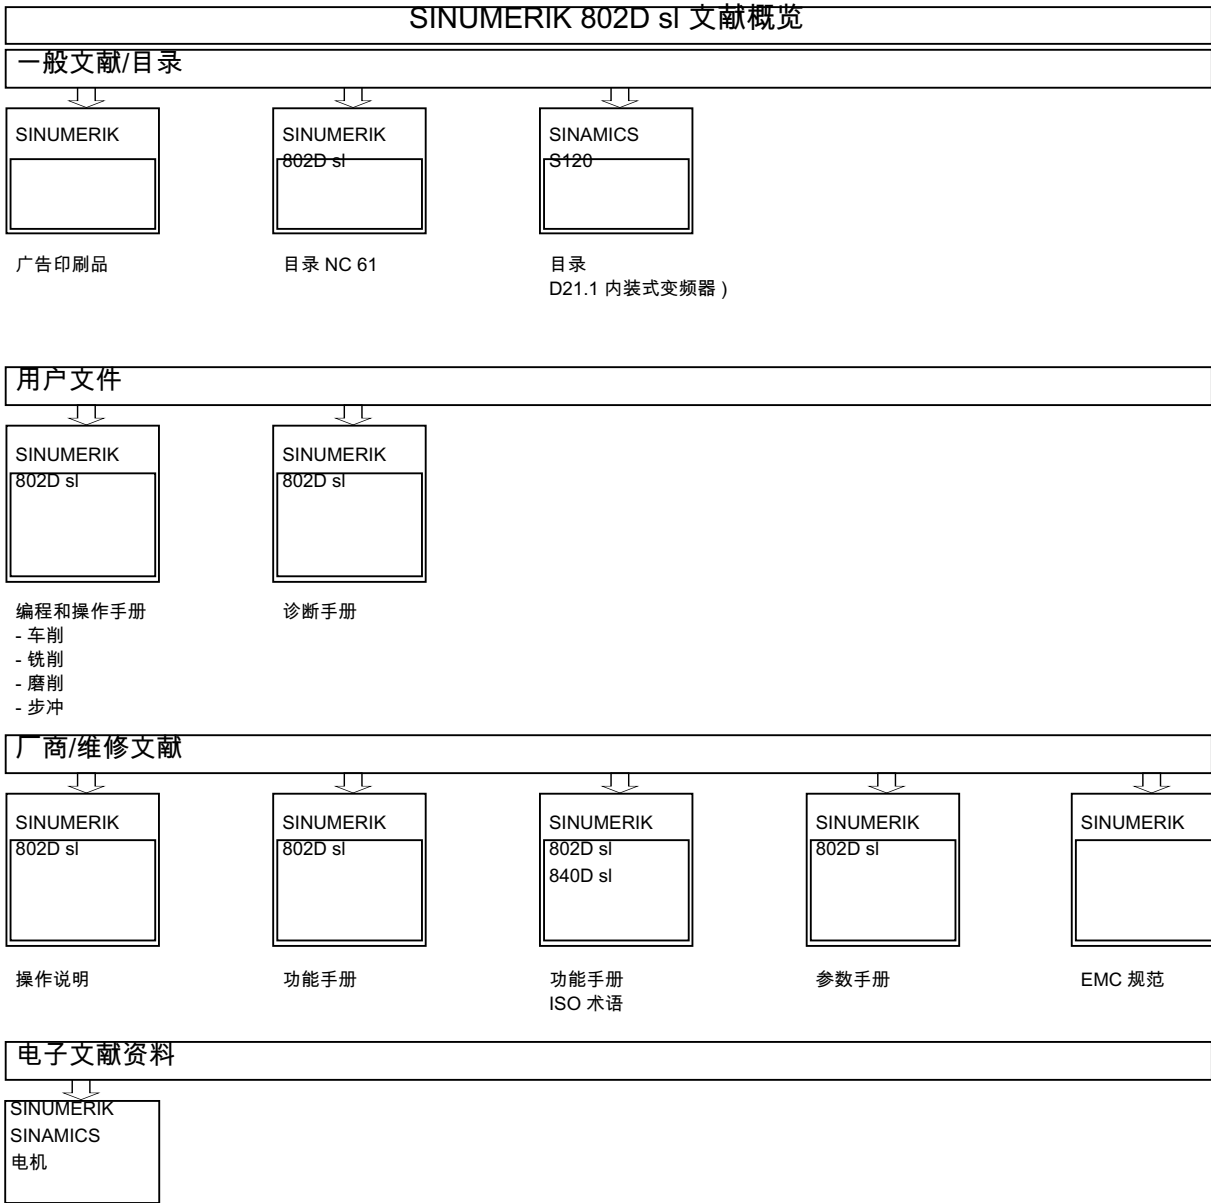 SINUMERIK 802D sl 文献概览
一般文献/目录
SINUMERIK
广告印刷品
SINUMERIK
802D sl
目录 NC 61
SINAMICS
S120
目录
D21.1 内装式变频器 )
用户文件
SINUMERIK
802D sl
编程和操作手册
- 车削
- 铣削
- 磨削
- 步冲
SINUMERIK
802D sl
诊断手册
厂商/维修文献
SINUMERIK
802D sl
操作说明
SINUMERIK
802D sl
功能手册
SINUMERIK
802D sl
840D sl
功能手册
ISO 术语
SINUMERIK
802D sl
参数手册
SINUMERIK
EMC 规范
电子文献资料
SINUMERIK
SINAMICS
电机